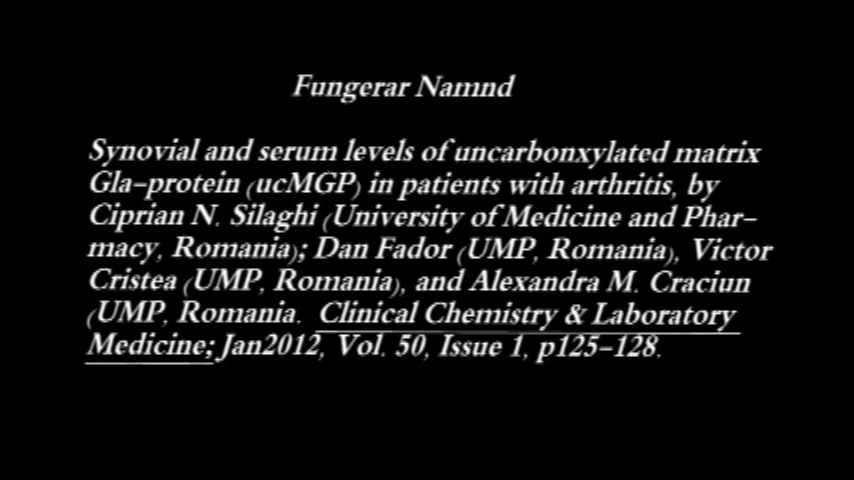 Fungerar Namnd
Synovial and serum levels of uncarbonxylated matrix
Gla-protein (ucMGP) in patients with arthritis, by
Ciprian N. Silaghi (University of Medicine and Phar-
macy, Romania); Dan Fador (UMP, Romania), Victor
Cristea (UMP, Romania), and Alexandra M. Craciun
(UMP, Romania. Clinical Chemistry & Laboratory
Medicine; Jan2012, Vol. 50, Issue 1, p125-128.